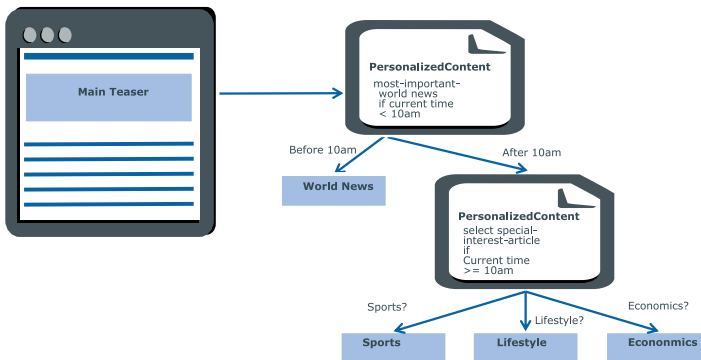 Main Teaser
PersonalizedContent
most-important-
world news
if current time
< 10am
Before 10am
After 10am
World News
PersonalizedContent
select special-
interest-article
if
Current time
>= 10am
Sports?
Lifestyle?
Economics?
Sports
Lifestyle
Econonmics